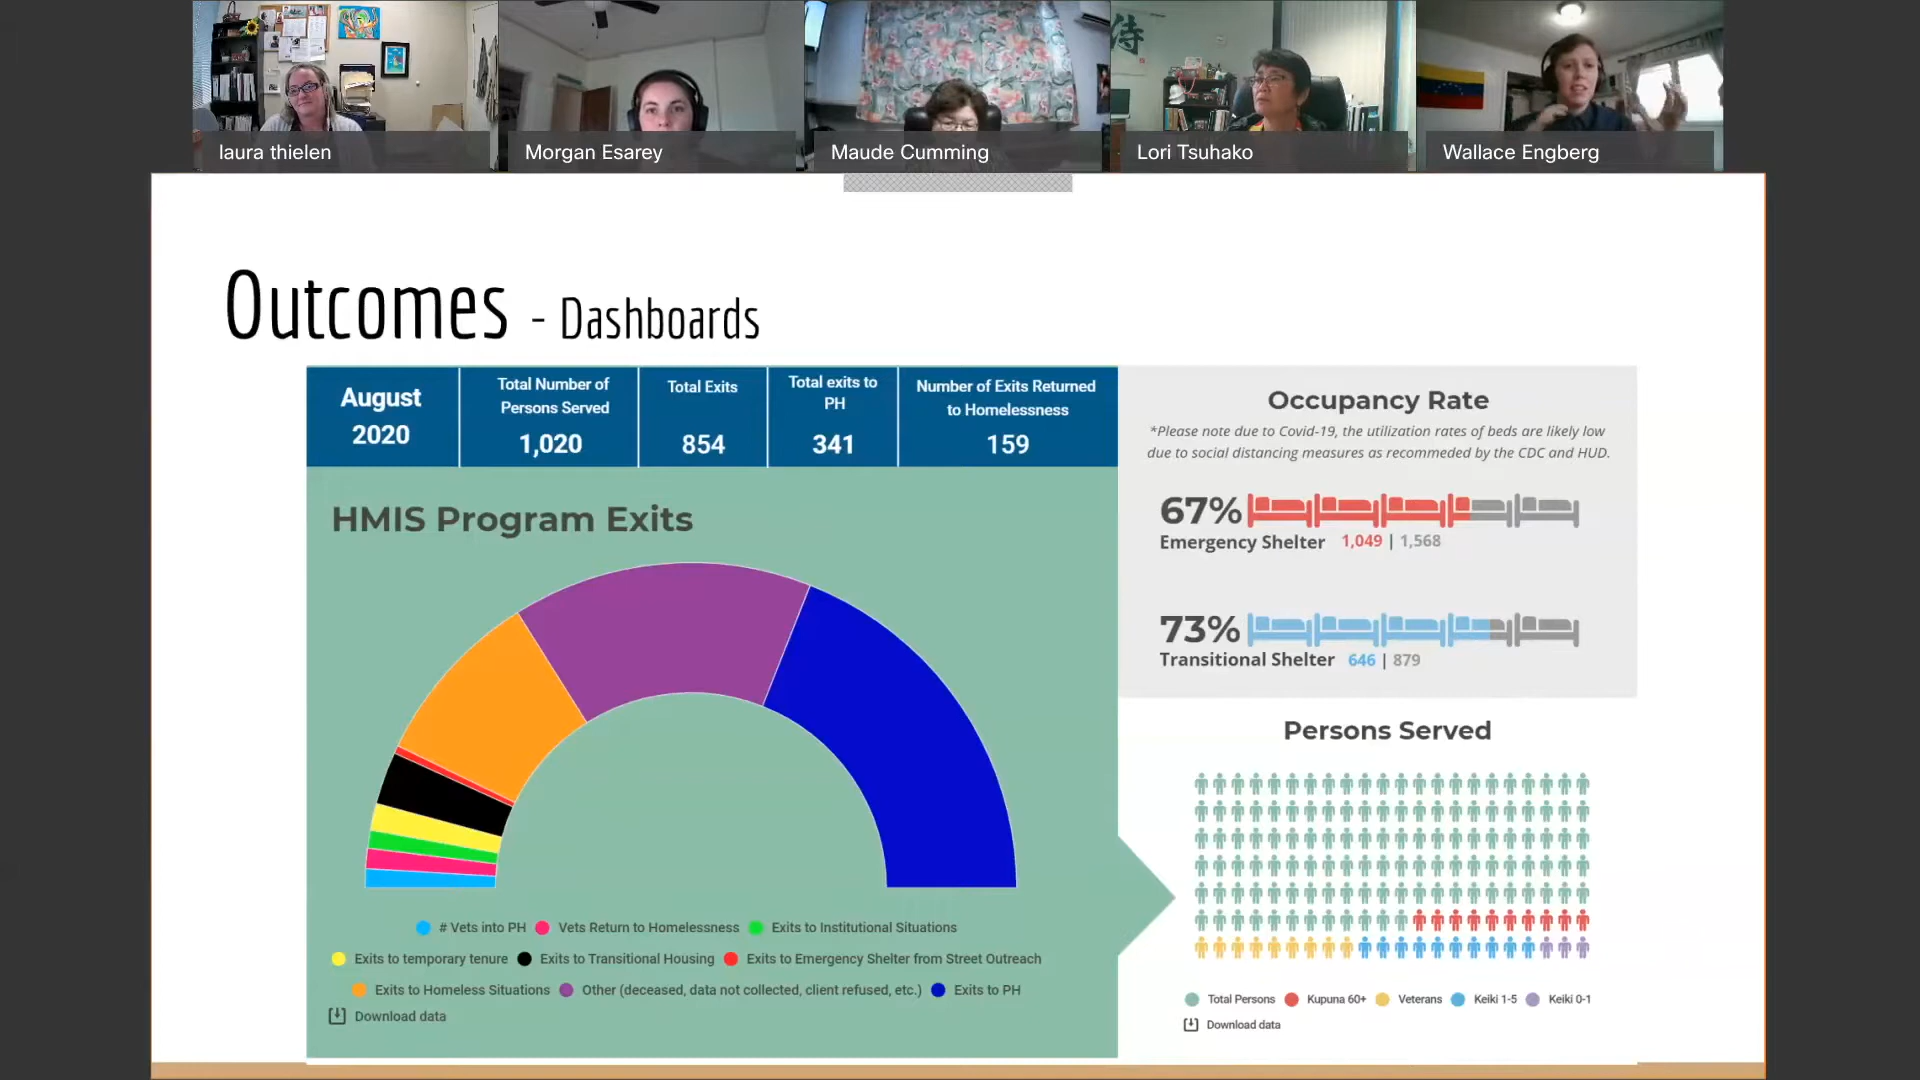 侍
laura thielen
Morgan Esarey
Maude Cumming
Lori Tsuhako
Wallace Engberg
Outcomes - Dashboards
August
2020
Total Number of
Persons Served
1,020
Total Exits
854
Total exits to
PH
341
Number of Exits Returned
to Homelessness
159
HMIS Program Exits
# Vets into PH
Vets Return to Homelessness
Exits to Institutional Situations
Exits to temporary tenure
Exits to Transitional Housing
Exits to Emergency Shelter from Street Outreach
Exits to Homeless Situations
Other (deceased, data not collected, client refused, etc.)
Exits to PH
Download data
Occupancy Rate
*Please note due to Covid-19, the utilization rates of beds are likely low
due to social distancing measures as recommeded by the CDC and HUD.
67%
Emergency Shelter 1,049 | 1,568
73%
Transitional Shelter 646 | 879
Persons Served
Total Persons
Kupuna 60+
Veterans
Keiki 1-5
Keiki 0-1
Download data